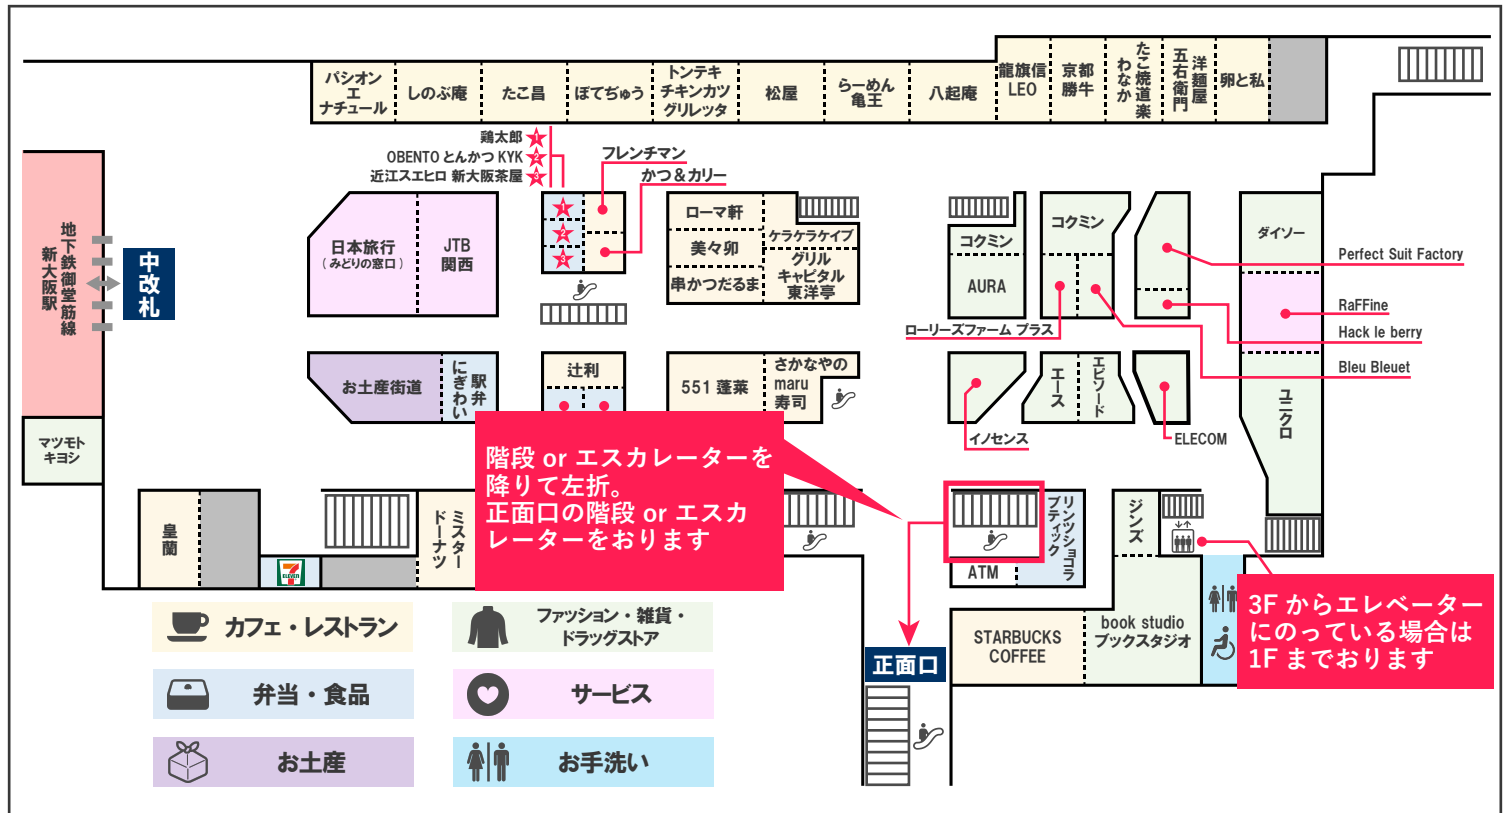 パシオン
エ
ナチュール
しのぶ庵
たこ昌
ぼてぢゅう
トンテキ
チキンカツ
グリレッタ
松屋
らーめん
亀王
八起庵
龍旗信
LEO
京都
勝牛
たこ焼道楽
わなか
洋麺屋
五右衛門
卵と私
鶏太郎 1
OBENTO とんかつ KYK 2
近江スエヒロ 新大阪茶屋 3
フレンチマン
かつ&カリー
地下鉄御堂筋線
新大阪駅
中改札
日本旅行
(みどりの窓口)
JTB
関西
1
2
3
ローマ軒
美々卯
串かつだるま
ケラケラケイブ
グリル
キャピタル
東洋亭
コクミン
AURA
コクミン
ローリーズファーム プラス
ダイソー
Perfect Suit Factory
RaFFine
Hack le berry
Bleu Bleuet
ユニクロ
マツモト
キヨシ
お土産街道
駅弁
にぎわい
辻利
551 蓬莱
さかなやの
maru
寿司
イノセンス
エース
エピソード
ELECOM
階段 or エスカレーターを
降りて左折。
正面口の階段 or エスカ
レーターをおります
皇蘭
7
ELEVEN
ミスター
ドーナツ
ATM
リンツショコラ
ブティック
ジンズ
book studio
ブックスタジオ
STARBUCKS
COFFEE
正面口
3F からエレベーター
にのっている場合は
1F までおります
カフェ・レストラン
ファッション・雑貨・
ドラッグストア
弁当・食品
サービス
お土産
お手洗い